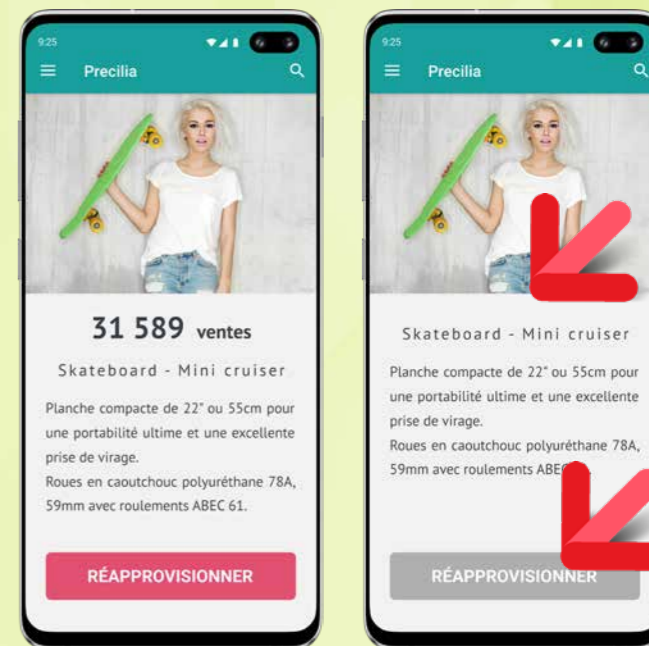 9:25
Precilia
31 589 ventes
Skateboard - Mini cruiser
Planche compacte de 22" ou 55cm pour
une portabilité ultime et une excellente
prise de virage.
Roues en caoutchouc polyuréthane 78A,
59mm avec roulements ABEC 61.
RÉAPPROVISIONNER
9:25
Precilia
Skateboard - Mini cruiser
Planche compacte de 22" ou 55cm pour
une portabilité ultime et une excellente
prise de virage.
Roues en caoutchouc polyuréthane 78A,
59mm avec roulements
RÉAPPROVISIONNER